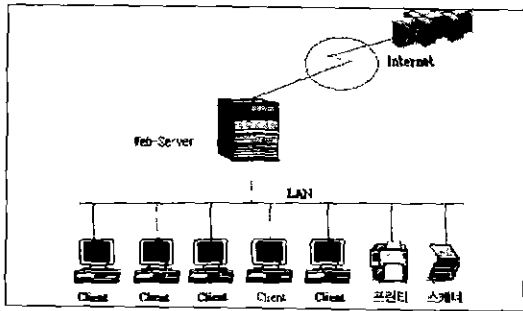 Internet
Web-Server
LAN
Client Client Client Client Client 프린터 스캐너